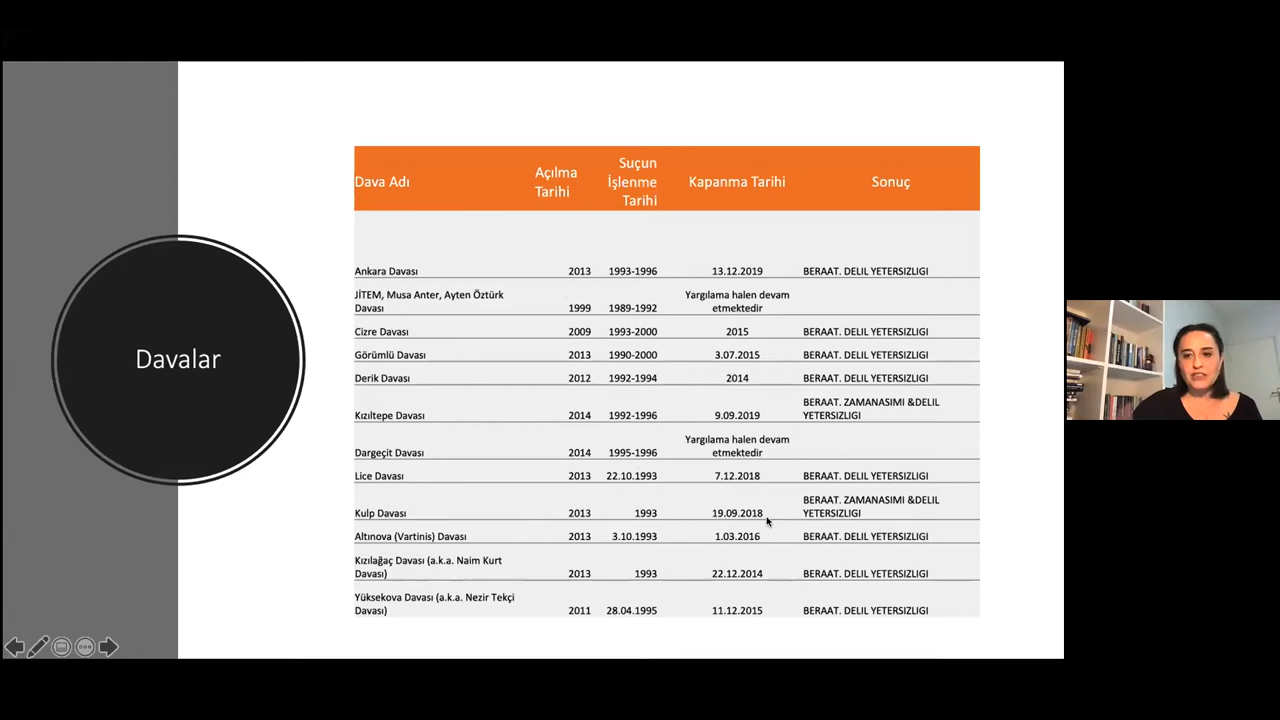 Davalar
Dava Adı
Açılma
Tarihi
Suçun
İşlenme
Tarihi
Kapanma Tarihi
Sonuç
Ankara Davası 2013 1993-1996 13.12.2019 BERAAT. DELIL YETERSIZLIGI
JİTEM, Musa Anter, Ayten Öztürk
Davası 1999 1989-1992
Yargılama halen devam
etmektedir
Cizre Davası 2009 1993-2000 2015 BERAAT. DELIL YETERSIZLIGI
Görümlü Davası 2013 1990-2000 3.07.2015 BERAAT. DELIL YETERSIZLIGI
Derik Davası 2012 1992-1994 2014 BERAAT. DELIL YETERSIZLIGI
Kızıltepe Davası 2014 1992-1996 9.09.2019
BERAAT. ZAMANASIMI &DELIL
YETERSIZLIGI
Dargeçit Davası 2014 1995-1996
Yargılama halen devam
etmektedir
Lice Davası 2013 22.10.1993 7.12.2018 BERAAT. DELIL YETERSIZLIGI
Kulp Davası 2013 1993 19.09.2018
BERAAT. ZAMANASIMI &DELIL
YETERSIZLIGI
Altınova (Vartinis) Davası 2013 3.10.1993 1.03.2016 BERAAT. DELIL YETERSIZLIGI
Kızılağaç Davası (a.k.a. Naim Kurt
Davası) 2013 1993 22.12.2014 BERAAT. DELIL YETERSIZLIGI
Yüksekova Davası (a.k.a. Nezir Tekçi
Davası) 2011 28.04.1995 11.12.2015 BERAAT. DELIL YETERSIZLIGI